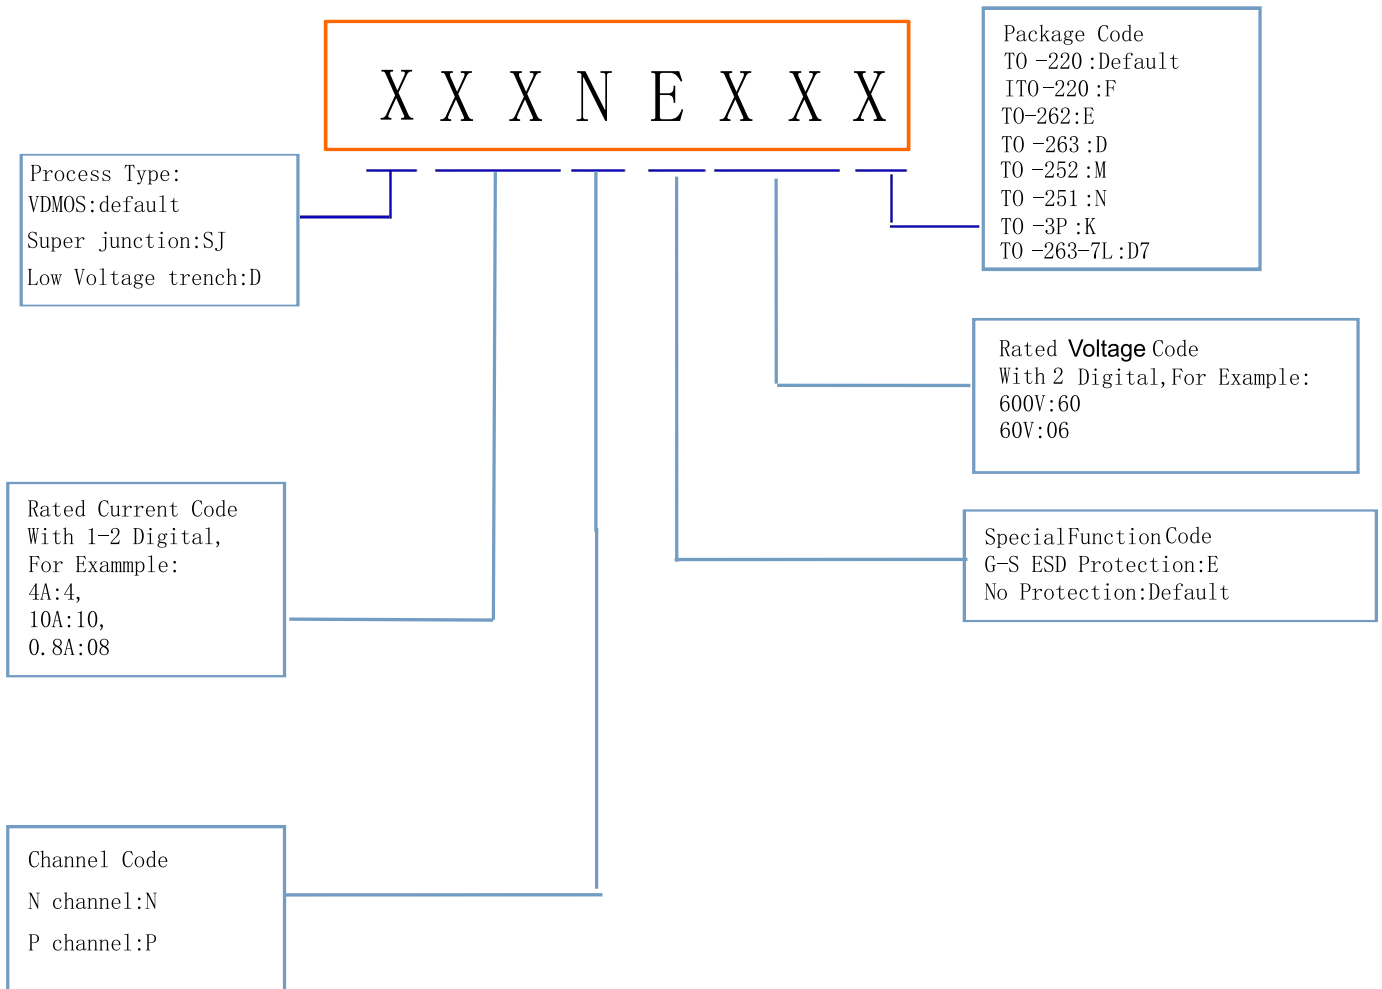 X X X N E X X X
Package Code
TO -220 :Default
ITO-220 :F
TO-262:E
TO -263 :D
TO -252 :M
TO -251 :N
TO -3P :K
TO -263-7L:D7
Process Type:
VDMOS:default
Super junction:SJ
Low Voltage trench:D
Rated Voltage Code
With 2 Digital,For Example:
600V:60
60V:06
Rated Current Code
With 1-2 Digital,
For Exammple:
4A:4,
10A:10,
0.8A:08
Special Function Code
G-S ESD Protection:E
No Protection:Default
Channel Code
N channel:N
P channel:P